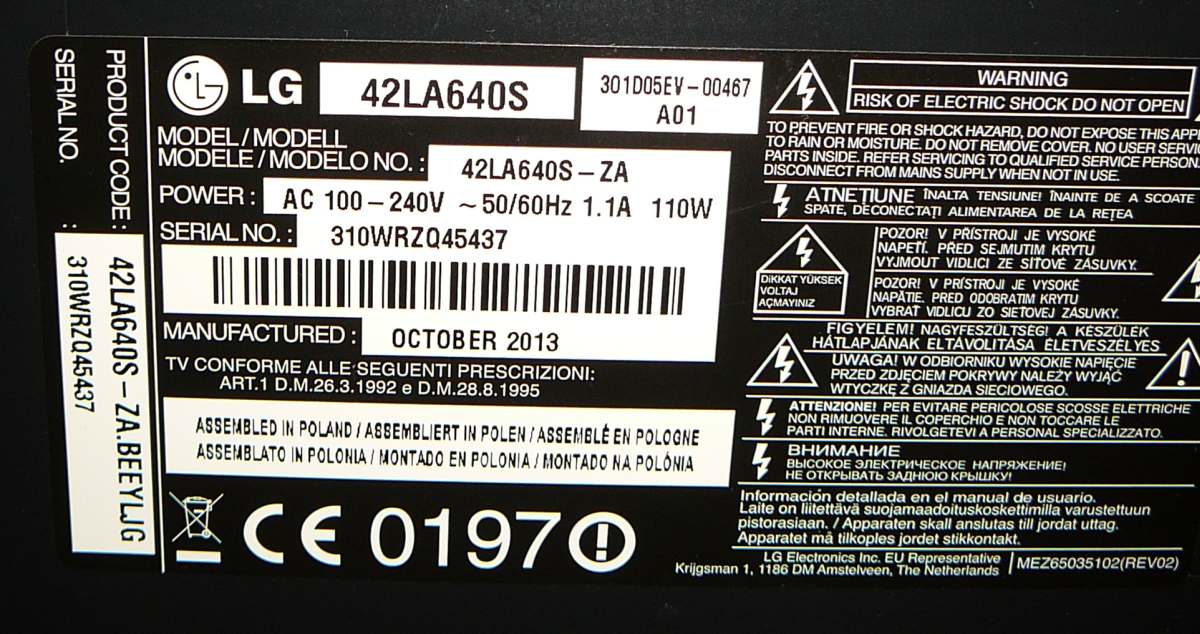 PRODUCT CODE : 42LA640S-ZA.BEEYLJG
SERIAL NO. : 310WRZQ45437
LG
42LA640S
301D05EV-00467
A01
MODEL/MODELL
MODELE/MODELO NO. : 42LA640S-ZA
POWER : AC 100-240V ~50/60Hz 1.1A 110W
SERIAL NO. : 310WRZQ45437
MANUFACTURED : OCTOBER 2013
TV CONFORME ALLE SEGUENTI PRESCRIZIONI:
ART.1 D.M.26.3.1992 e D.M.28.8.1995
ASSEMBLED IN POLAND / ASSEMBLIERT IN POLEN / ASSEMBLÉ EN POLOGNE
ASSEMBLATO IN POLONIA / MONTADO EN POLONIA / MONTADO NA POLÓNIA
CE 0197
WARNING
RISK OF ELECTRIC SHOCK DO NOT OPEN
TO PREVENT FIRE OR SHOCK HAZARD, DO NOT EXPOSE THIS APP
TO RAIN OR MOISTURE. DO NOT REMOVE COVER. NO USER SERVIC
PARTS INSIDE. REFER SERVICING TO QUALIFIED SERVICE PERSON
DISCONNECT FROM MAINS SUPPLY WHEN NOT IN USE.
ATNEŢIUNE ÎNALTA TENSIUNE! ÎNAINTE DE A SCOATE
SPATE, DECONECTAŢI ALIMENTAREA DE LA REŢEA
DİKKAT YÜKSEK
VOLTAJ
AÇMAYINIZ
POZOR! V PŘÍSTROJI JE VYSOKÉ
NAPETÍ. PŘED SEJMUTIM KRYTU
VYJMOUT VIDLICI ZE SÍŤOVÉ ZÁSUVKY.
POZOR! V PRÍSTROJI JE VYSOKÉ
NAPÄTIE. PRED ODOBRATIM KRYTU
VYBRAŤ VIDLICU ZO SIEŤOVEJ ZÁSUVKY.
FIGYELEM! NAGYFESZÜLTSÉG! A KÉSZÜLÉK
HÁTLAPJÁNAK ELTÁVOLÍTÁSA ÉLETVESZÉLYES
UWAGA! W ODBIORNIKU WYSOKIE NAPIĘCIE
PRZED ZDJĘCIEM POKRYWY NALEŻY WYJĄĆ
WTYCZKĘ Z GNIAZDA SIECIOWEGO.
ATTENZIONE! PER EVITARE PERICOLOSE SCOSSE ELETTRICHE
NON RIMUOVERE IL COPERCHIO E NON TOCCARE LE
PARTI INTERNE. RIVOLGETEVI A PERSONAL SPECIALIZZATO.
ВНИМАНИЕ
ВЫСОКОЕ ЭЛЕКТРИЧЕСКОЕ НАПРЯЖЕНИЕ!
НЕ ОТКРЫВАТЬ ЗАДНЮЮ КРЫШКУ!
Información detallada en el manual de usuario.
Laite on liitettävä suojamaadoituskoskettimilla varustettuun
pistorasiaan. / Apparaten skall anslutas till jordat uttag.
Apparatet må tilkoples jordet stikkontakt.
LG Electronics Inc. EU Representative
Krijgsman 1, 1186 DM Amstelveen, The Netherlands
MEZ65035102(REV02)